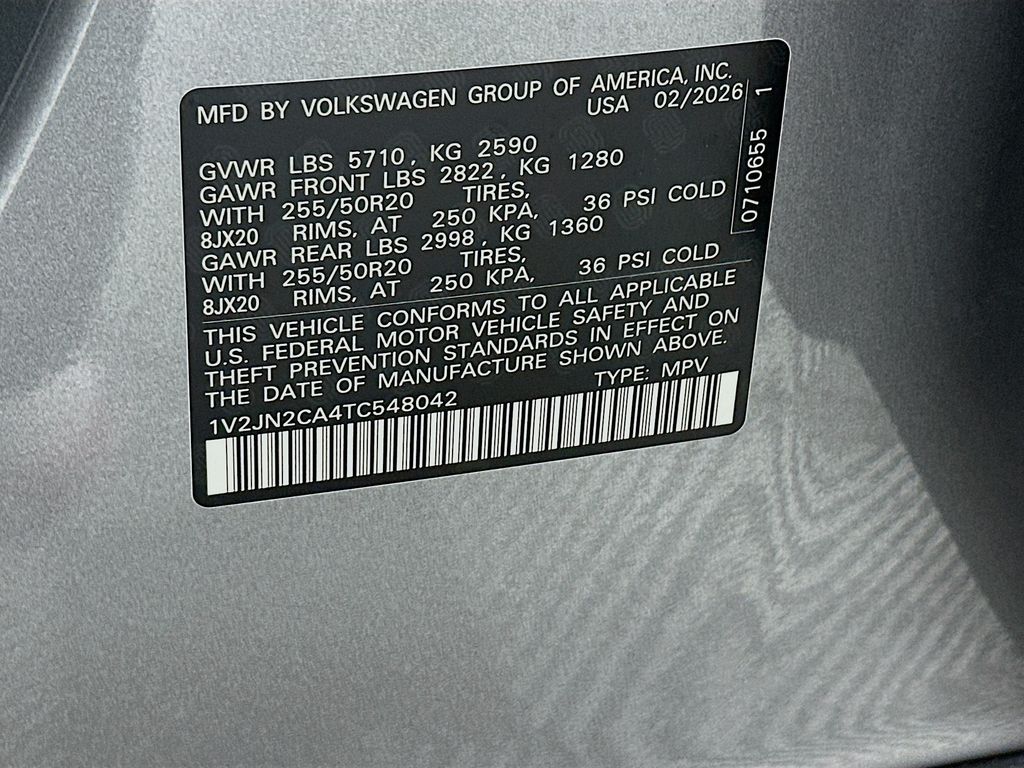 MFD BY VOLKSWAGEN GROUP OF AMERICA, INC.
USA 02/2026
GVWR LBS 5710, KG 2590
GAWR FRONT LBS 2822, KG 1280
WITH 255/50R20 TIRES,
8JX20 RIMS, AT 250 KPA, 36 PSI COLD
GAWR REAR LBS 2998, KG 1360
WITH 255/50R20 TIRES,
8JX20 RIMS, AT 250 KPA, 36 PSI COLD
THIS VEHICLE CONFORMS TO ALL APPLICABLE
U.S. FEDERAL MOTOR VEHICLE SAFETY AND
THEFT PREVENTION STANDARDS IN EFFECT ON
THE DATE OF MANUFACTURE SHOWN ABOVE.
1V2JN2CA4TC548042 TYPE: MPV
0710655 1